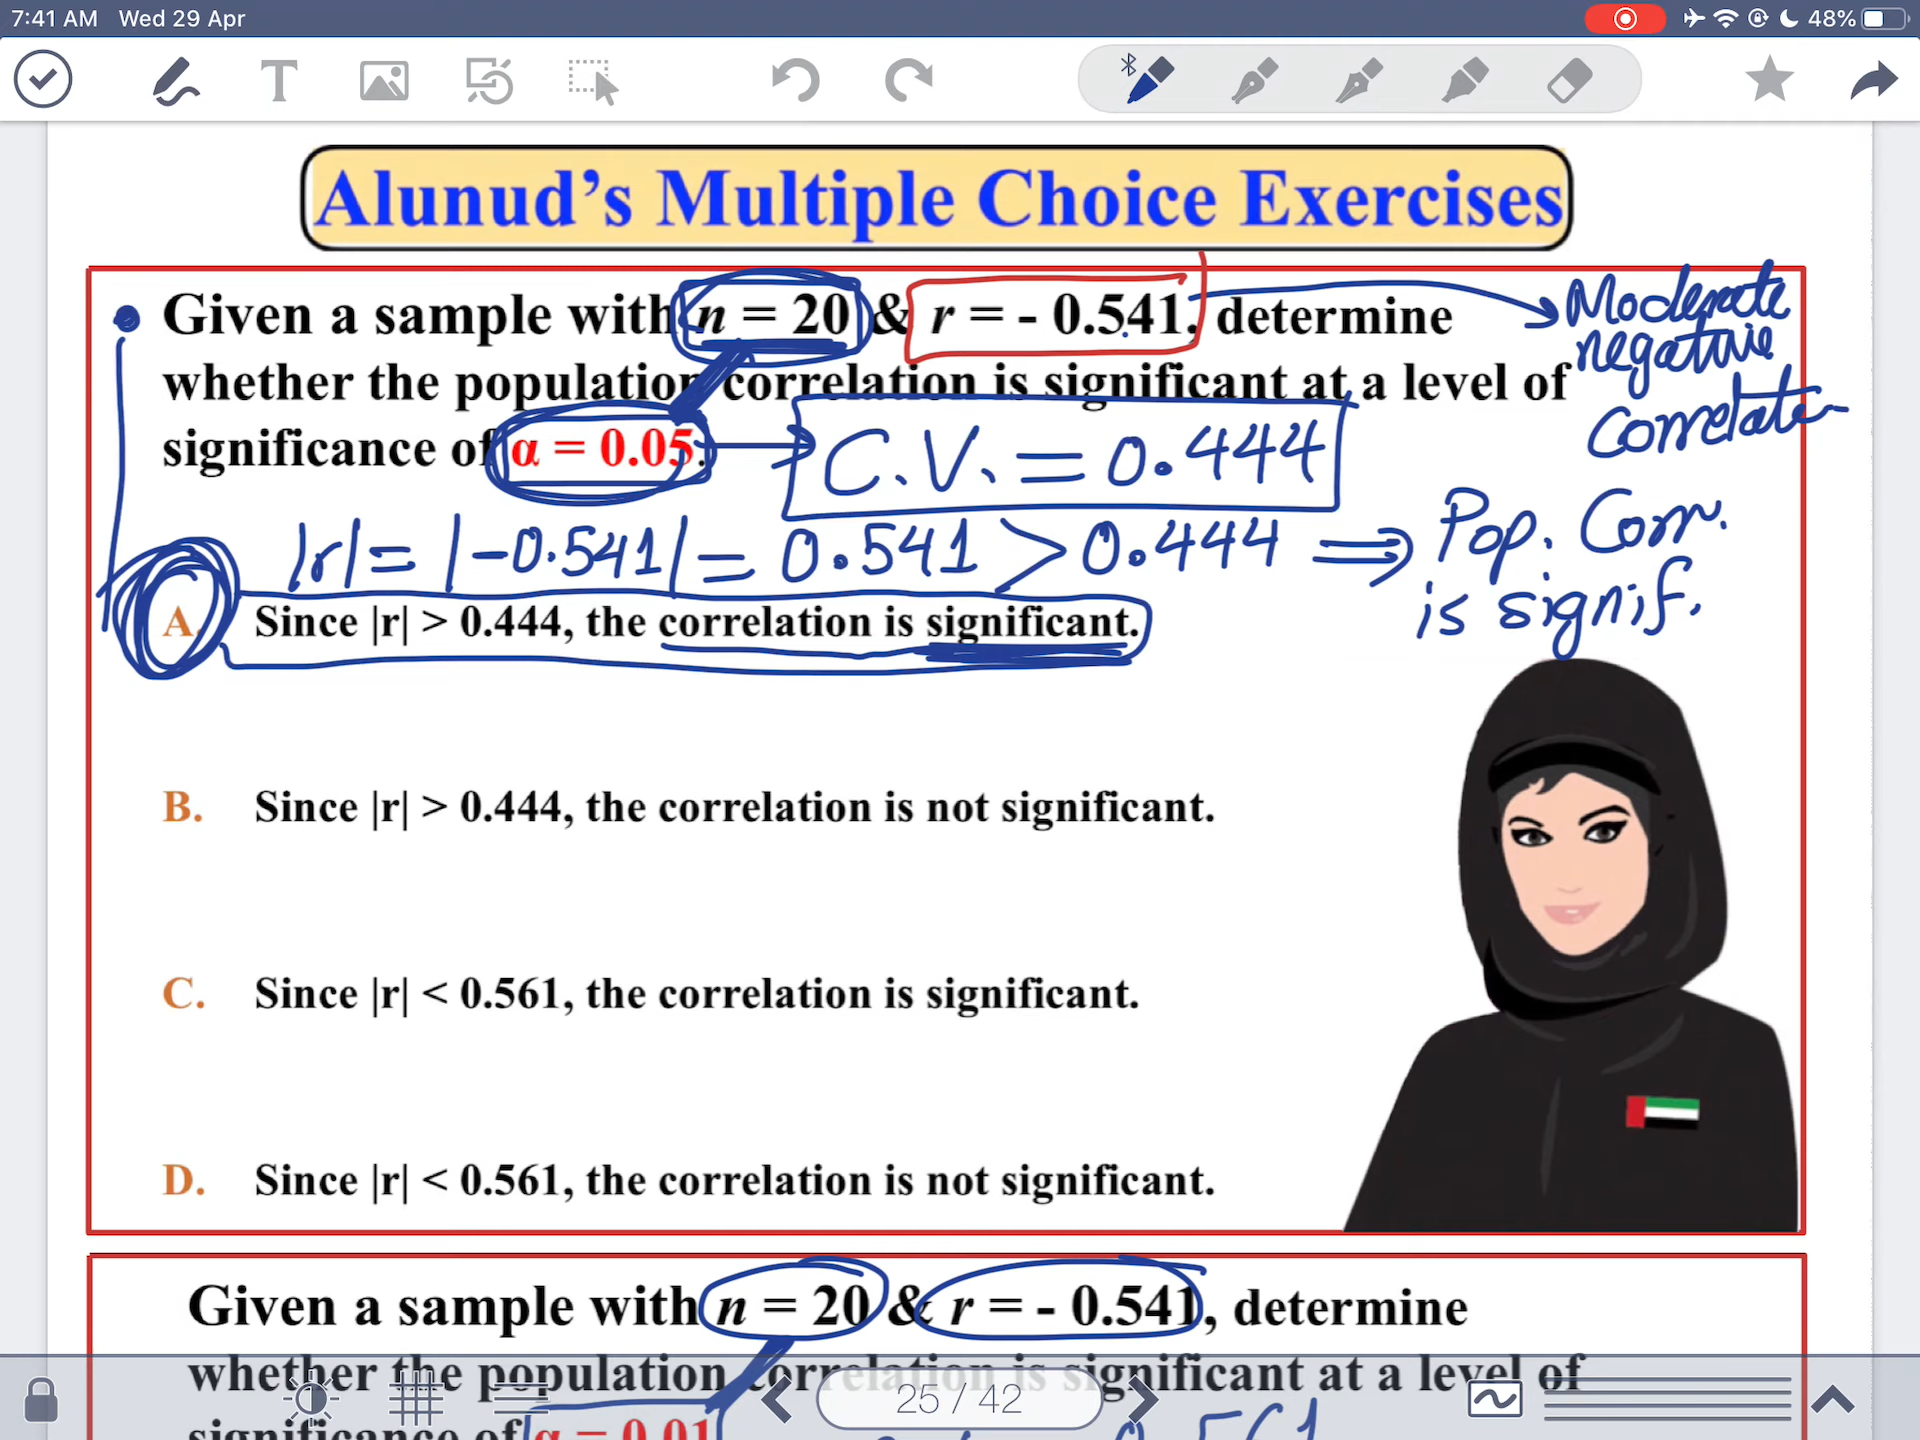 7:41 AM Wed 29 Apr
48%
T
Alunud's Multiple Choice Exercises
Given a sample with n = 20 & r = - 0.541, determine
whether the population correlation is significant at a level of
significance of α = 0.05.
Moderate
negative
C.V. = 0.444
|r| = |-0.541| = 0.541 > 0.444 ⇒ Pop. Corr.
is signif.
A. Since |r| > 0.444, the correlation is significant.
B. Since |r| > 0.444, the correlation is not significant.
C. Since |r| < 0.561, the correlation is significant.
D. Since |r| < 0.561, the correlation is not significant.
Given a sample with n = 20 & r = - 0.541, determine
whether the population correlation is significant at a level of
significance of α = 0.01
25 / 42